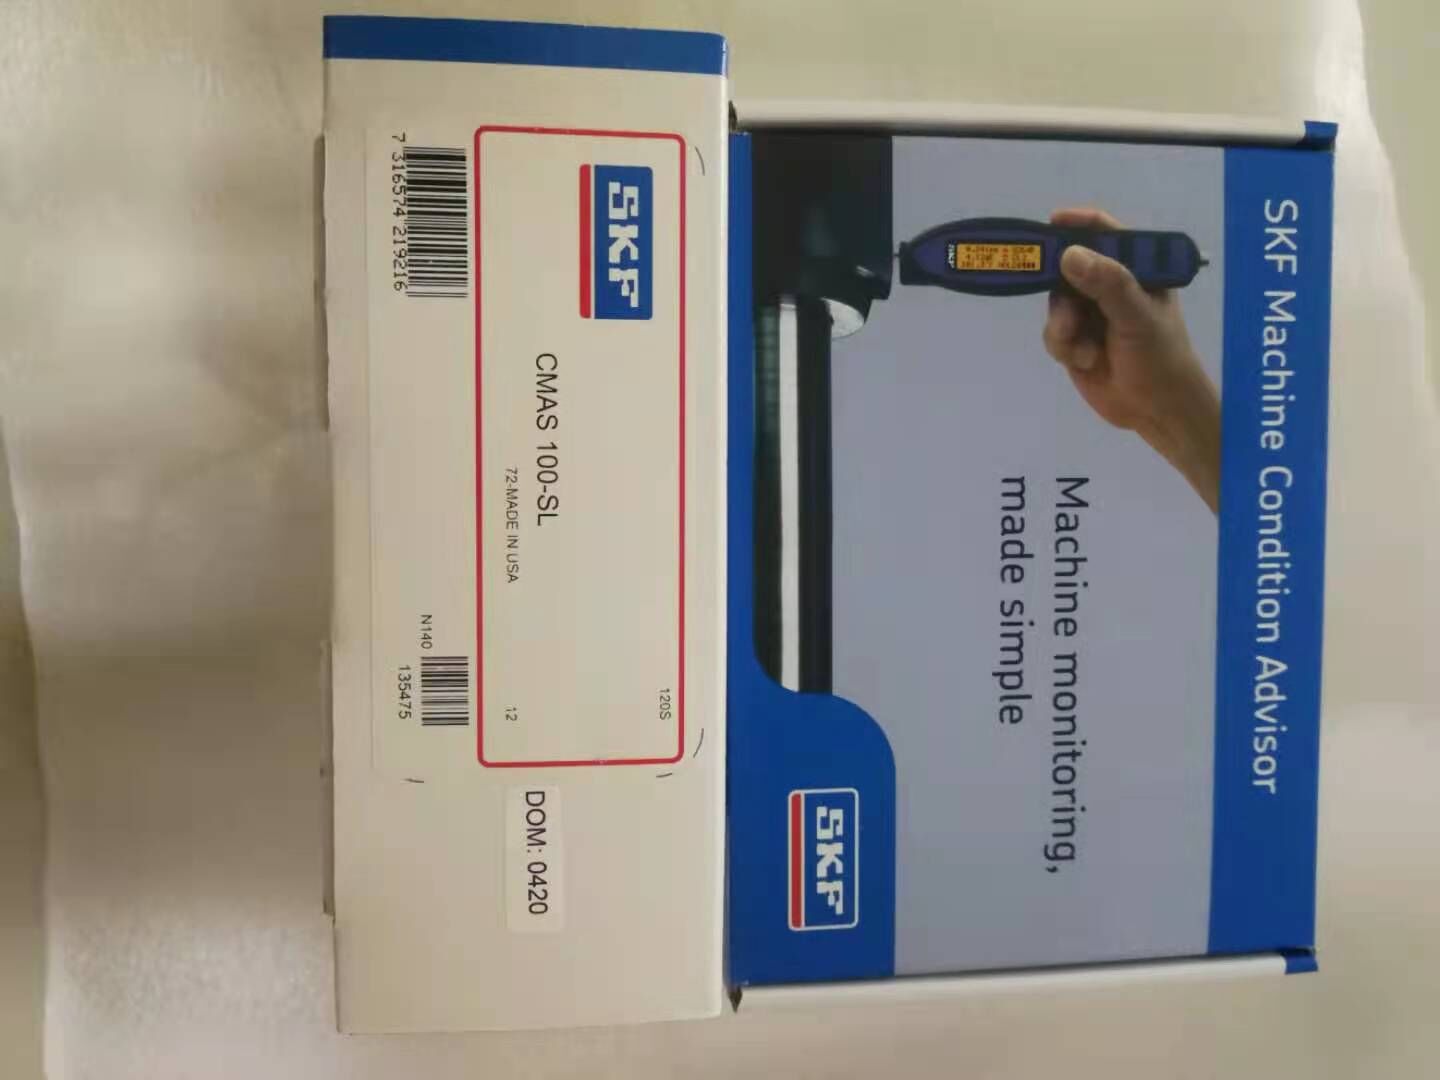 SKF Machine Condition Advisor
Machine monitoring,
made simple
SKF
SKF
SKF
120S
CMAS 100-SL
72-MADE IN USA
12
DOM: 0420
7 316574 219216
N140
135475